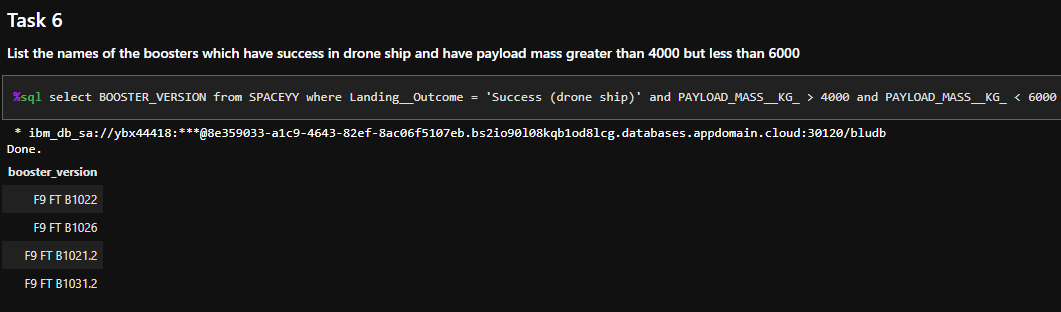 Task 6
List the names of the boosters which have success in drone ship and have payload mass greater than 4000 but less than 6000
%sql select BOOSTER_VERSION from SPACEYY where Landing__Outcome = 'Success (drone ship)' and PAYLOAD_MASS__KG_ > 4000 and PAYLOAD_MASS__KG_ < 6000
* ibm_db_sa://ybx44418:***@8e359033-a1c9-4643-82ef-8ac06f5107eb.bs2io90l08kqb1od8lcg.databases.appdomain.cloud:30120/bludb
Done.
booster_version
F9 FT B1022
F9 FT B1026
F9 FT B1021.2
F9 FT B1031.2